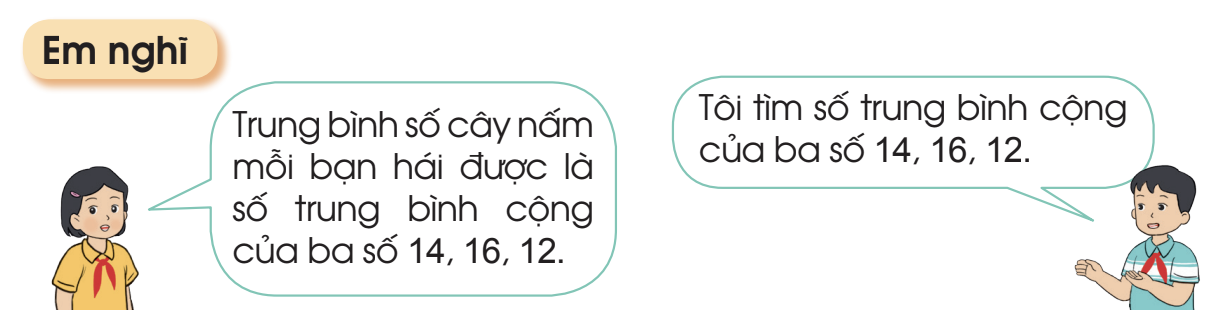 Em nghĩ
Trung bình số cây nấm
mỗi bạn hái được là
số trung bình cộng
của ba số 14, 16, 12.
Tôi tìm số trung bình cộng
của ba số 14, 16, 12.